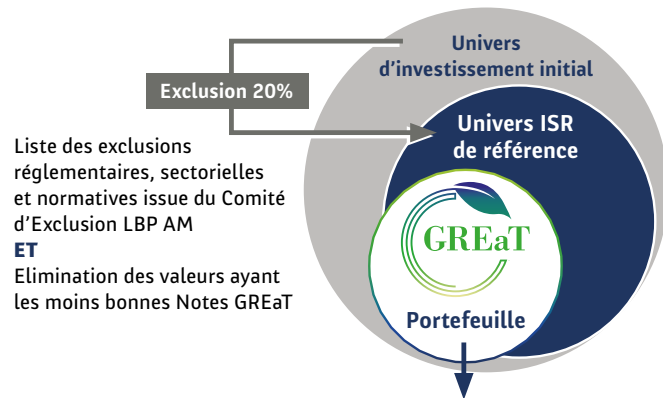 Univers
d'investissement initial
Exclusion 20%
Univers ISR
de référence
Liste des exclusions
réglementaires, sectorielles
et normatives issue du Comité
d'Exclusion LBP AM
ET
Elimination des valeurs ayant
les moins bonnes Notes GREaT
GREaT
Portefeuille